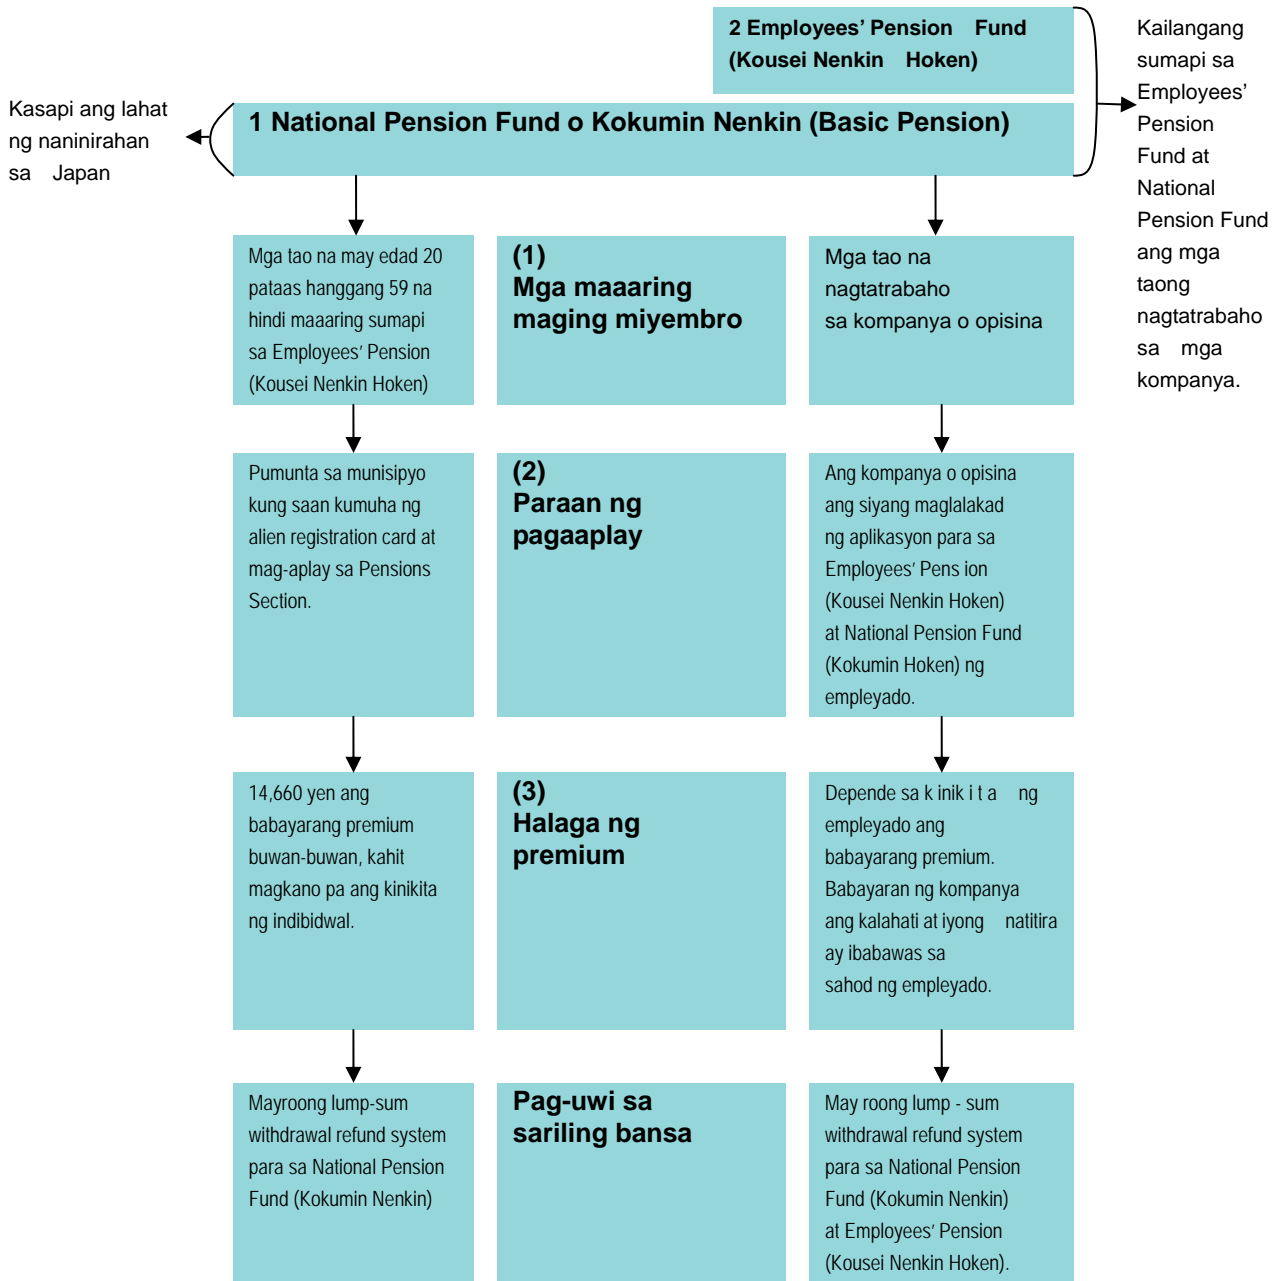 2 Employees’ Pension Fund
(Kousei Nenkin Hoken)
Kailangang
sumapi sa
Employees’
Pension
Fund at
National
Pension Fund
ang mga
taong
nagtatrabaho
sa mga
kompanya.
Kasapi ang lahat
ng naninirahan
sa Japan
1 National Pension Fund o Kokumin Nenkin (Basic Pension)
Mga tao na may edad 20
pataas hanggang 59 na
hindi maaaring sumapi
sa Employees’ Pension
(Kousei Nenkin Hoken)
(1)
Mga maaaring
maging miyembro
Mga tao na
nagtatrabaho
sa kompanya o opisina
Pumunta sa munisipyo
kung saan kumuha ng
alien registration card at
mag-aplay sa Pensions
Section.
(2)
Paraan ng
pagaaplay
Ang kompanya o opisina
ang siyang maglalakad
ng aplikasyon para sa
Employees’ Pens ion
(Kousei Nenkin Hoken)
at National Pension Fund
(Kokumin Hoken) ng
empleyado.
14,660 yen ang
babayarang premium
buwan-buwan, kahit
magkano pa ang kinikita
ng indibidwal.
(3)
Halaga ng
premium
Depende sa k inik i t a ng
empleyado ang
babayarang premium.
Babayaran ng kompanya
ang kalahati at iyong natitira
ay ibabawas sa
sahod ng empleyado.
Mayroong lump-sum
withdrawal refund system
para sa National Pension
Fund (Kokumin Nenkin)
Pag-uwi sa
sariling bansa
May roong lump - sum
withdrawal refund system
para sa National Pension
Fund (Kokumin Nenkin)
at Employees’ Pension
(Kousei Nenkin Hoken).